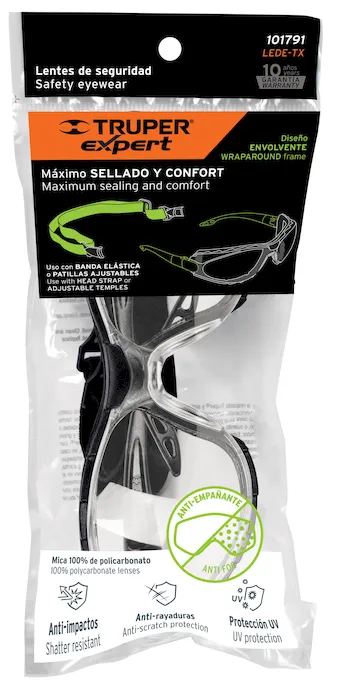 101791
LEDE-TX
Lentes de seguridad
Safety eyewear
10 años
years
GARANTÍA
WARRANTY
TRUPER®
expert
Diseño
ENVOLVENTE
WRAPAROUND frame
Máximo SELLADO Y CONFORT
Maximum sealing and comfort
Uso con BANDA ELÁSTICA
o PATILLAS AJUSTABLES
Use with HEAD STRAP or
ADJUSTABLE TEMPLES
ANTI-EMPAÑANTE
ANTI FOG
Mica 100% de policarbonato
100% polycarbonate lenses
UV
Anti-impactos
Shatter resistant
Anti-rayaduras
Anti-scratch protection
Protección UV
UV protection